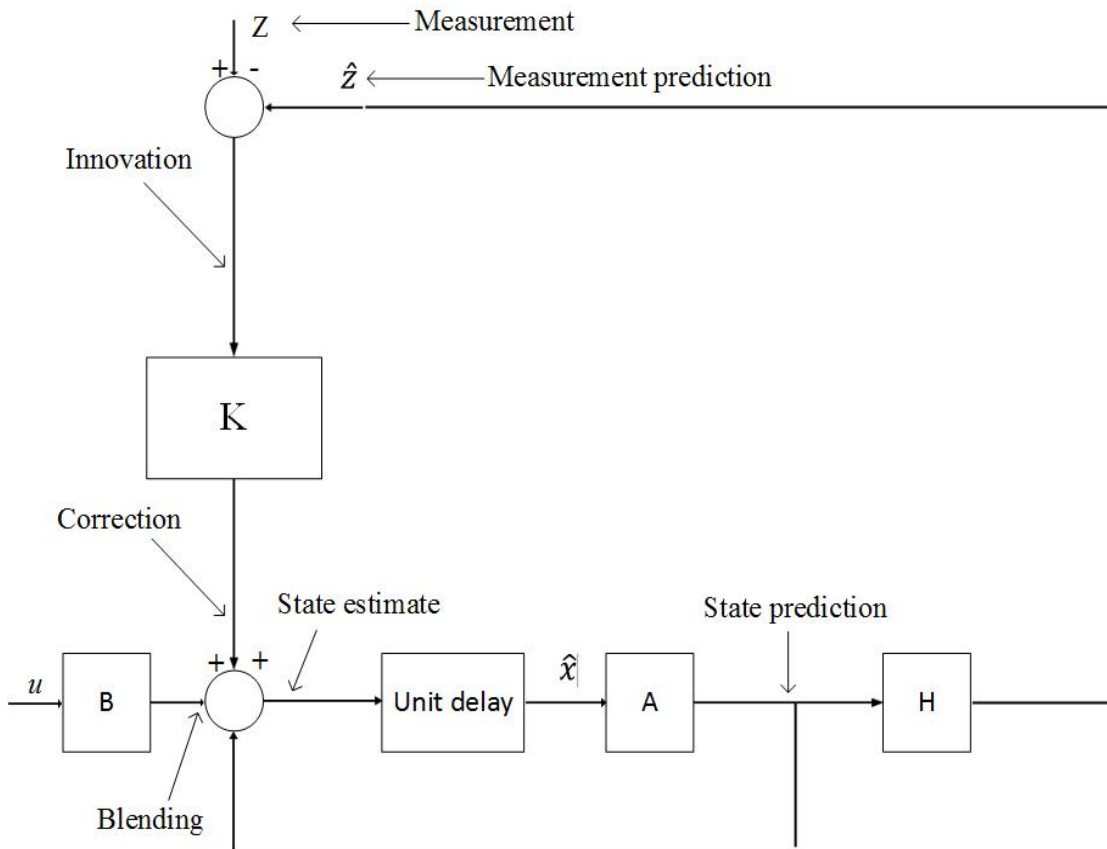 Z
Measurement
+ -
ẑ
Measurement prediction
Innovation
K
Correction
State estimate
State prediction
+ +
u
B
Unit delay
x̂
A
H
Blending